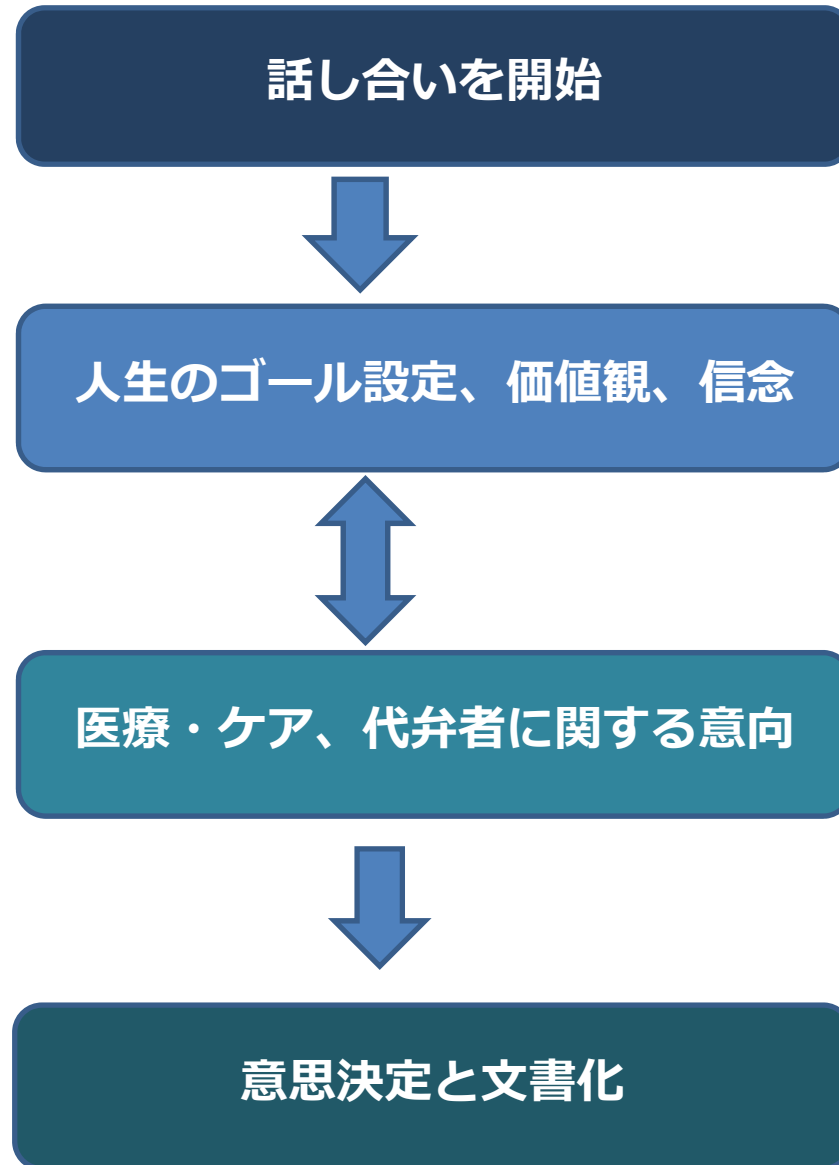 話し合いを開始
人生のゴール設定、価値観、信念
医療・ケア、代弁者に関する意向
意思決定と文書化